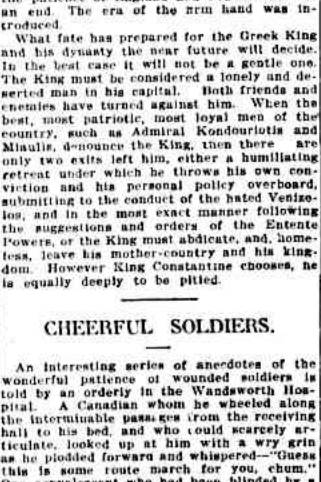 an end. The era of the firm hand was in-
troduced.
What fate has prepared for the Greek King
and his dynasty the near future will decide.
In the best case it will not be a gentle one.
The King must be considered a lonely and de-
serted man in his capital. Both friends and
enemies have turned against him. When the
best, most patriotic, most loyal men of the
country, such as Admiral Kondouriotis and
Miaulis, denounce the King, then there are
only two exits left him, either a humiliating
retreat under which he throws his own con-
viction and his personal policy overboard,
submitting to the conduct of the hated Venize-
los, and in the most exact manner following
the suggestions and orders of the Entente
Powers, or the King must abdicate, and, home-
less, leave his mother-country and his king-
dom. However King Constantine chooses, he
is equally deeply to be pitied.
CHEERFUL SOLDIERS.
An interesting series of anecdotes of the
wonderful patience of wounded soldiers is
told by an orderly in the Wandsworth Hos-
pital. A Canadian whom he wheeled along
the interminable passages from the receiving
hall to his bed, and who could scarcely ar-
ticulate, looked up at him with a wry grin
as he plodded forward and whispered—"Guess
this is some route march for you, chum."